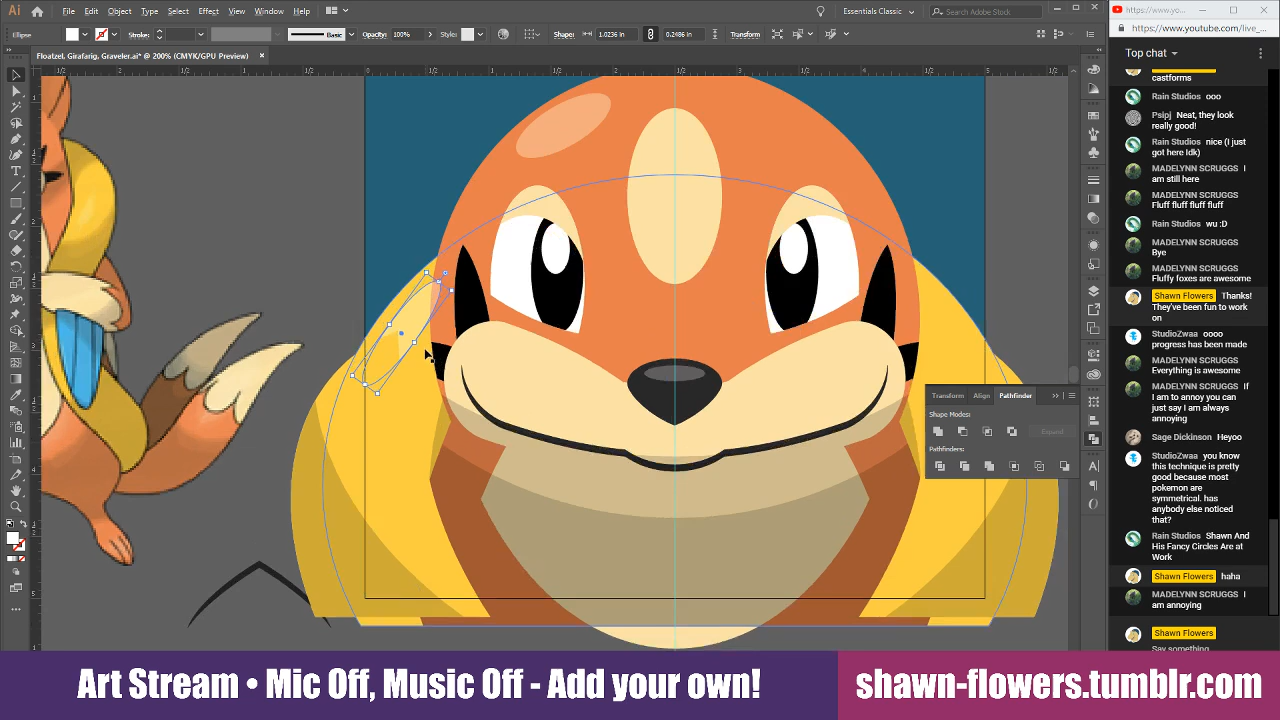 Ai File Edit Object Type Select Effect View Window Help Essentials Classic Search Adobe Stock
Ellipse Stroke: Basic Opacity: 100% Style: Shape: 1.0236 in 0.2486 in Transform
Floatzel, Girafarig, Graveler.ai* @ 200% (CMYK/GPU Preview)
Transform Align Pathfinder
Shape Modes:
Expand
Pathfinders:
https://www.yo...
https://www.youtube.com/live_...
Top chat
castforms
Rain Studios ooo
Psipj Neat, they look
really good!
Rain Studios nice (I just
got here Idk)
MADELYNN SCRUGGS I
am still here
MADELYNN SCRUGGS
Fluff fluff fluff fluff
Rain Studios wu :D
MADELYNN SCRUGGS
Bye
MADELYNN SCRUGGS
Fluffy foxes are awesome
Shawn Flowers Thanks!
They've been fun to work
on
StudioZwaa oooo
progress has been made
MADELYNN SCRUGGS
Everything is awesome
MADELYNN SCRUGGS If
I am to annoy you can
just say I am always
annoying
Sage Dickinson Heyoo
StudioZwaa you know
this technique is pretty
good because most
pokemon are
symmetrical. has
anybody else noticed
that?
Rain Studios Shawn And
His Fancy Circles Are at
Work
Shawn Flowers haha
MADELYNN SCRUGGS I
am annoying
Shawn Flowers
Say something...
Art Stream • Mic Off, Music Off - Add your own!
shawn-flowers.tumblr.com